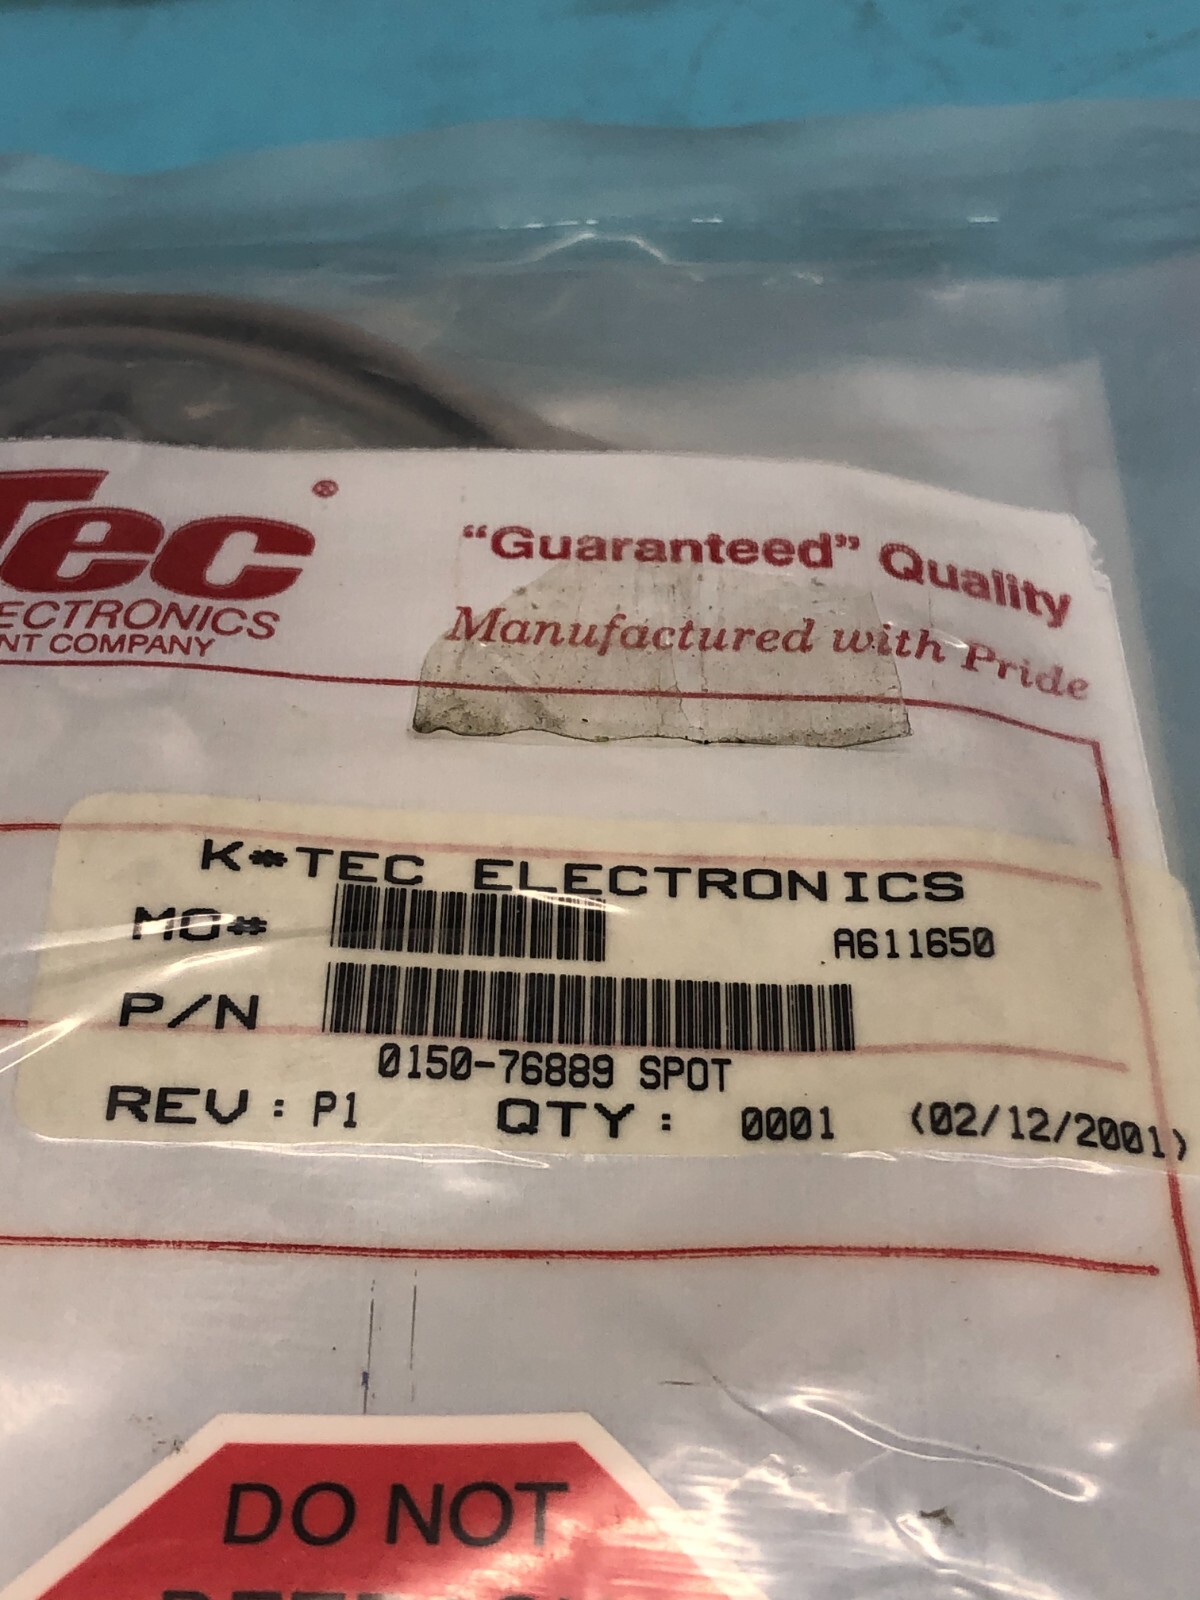 Tec®
ECTRONICS
NT COMPANY
"Guaranteed" Quality
Manufactured with Pride
K*TEC ELECTRONICS
MO# A611650
P/N
0150-76889 SPOT
REV: P1 QTY: 0001 (02/12/2001)
DO NOT